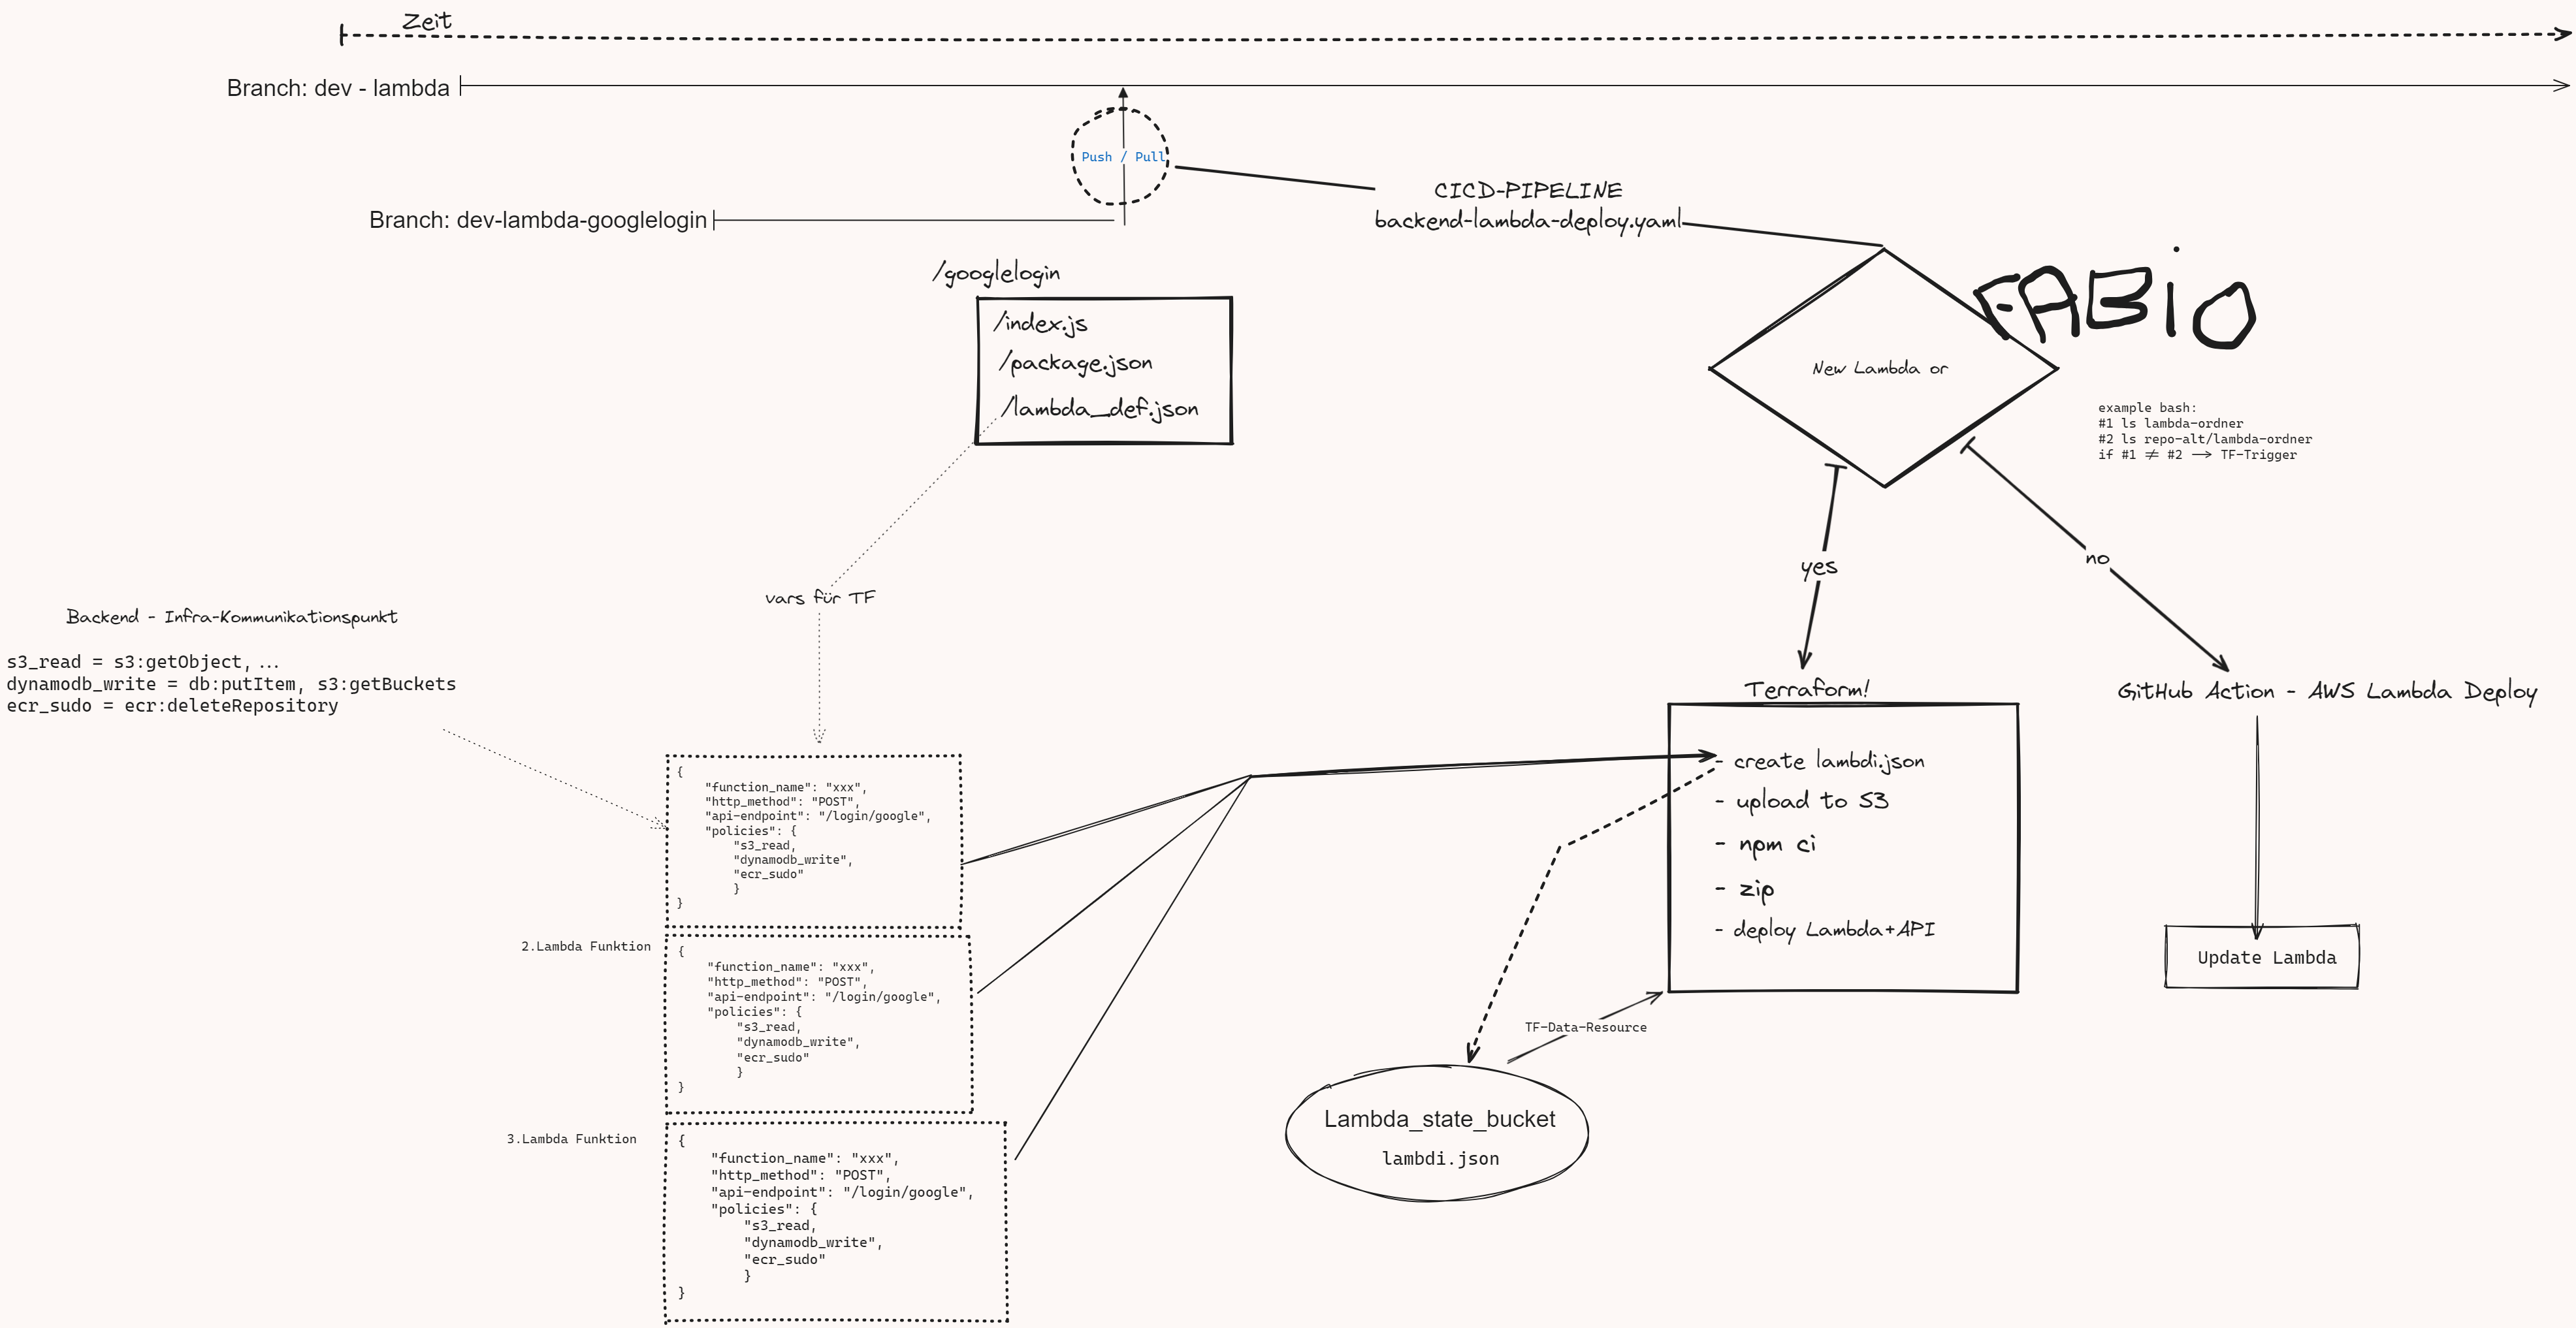 Zeit
Branch: dev - lambda
Push / Pull
CICD-PIPELINE
backend-lambda-deploy.yaml
Branch: dev-lambda-googlelogin
/googlelogin
/index.js
/package.json
/lambda_def.json
FABiO
New Lambda or
example bash:
#1 ls lambda-ordner
#2 ls repo-alt/lambda-ordner
if #1 ≠ #2 → TF-Trigger
yes
no
vars für TF
Backend - Infra-Kommunikationspunkt
s3_read = s3:getObject, ...
dynamodb_write = db:putItem, s3:getBuckets
ecr_sudo = ecr:deleteRepository
{
"function_name": "xxx",
"http_method": "POST",
"api-endpoint": "/login/google",
"policies": {
"s3_read,
"dynamodb_write",
"ecr_sudo"
}
}
2.Lambda Funktion
{
"function_name": "xxx",
"http_method": "POST",
"api-endpoint": "/login/google",
"policies": {
"s3_read,
"dynamodb_write",
"ecr_sudo"
}
}
3.Lambda Funktion
{
"function_name": "xxx",
"http_method": "POST",
"api-endpoint": "/login/google",
"policies": {
"s3_read,
"dynamodb_write",
"ecr_sudo"
}
}
Terraform!
- create lambdi.json
- upload to S3
- npm ci
- zip
- deploy Lambda+API
TF-Data-Resource
Lambda_state_bucket
lambdi.json
GitHub Action - AWS Lambda Deploy
Update Lambda